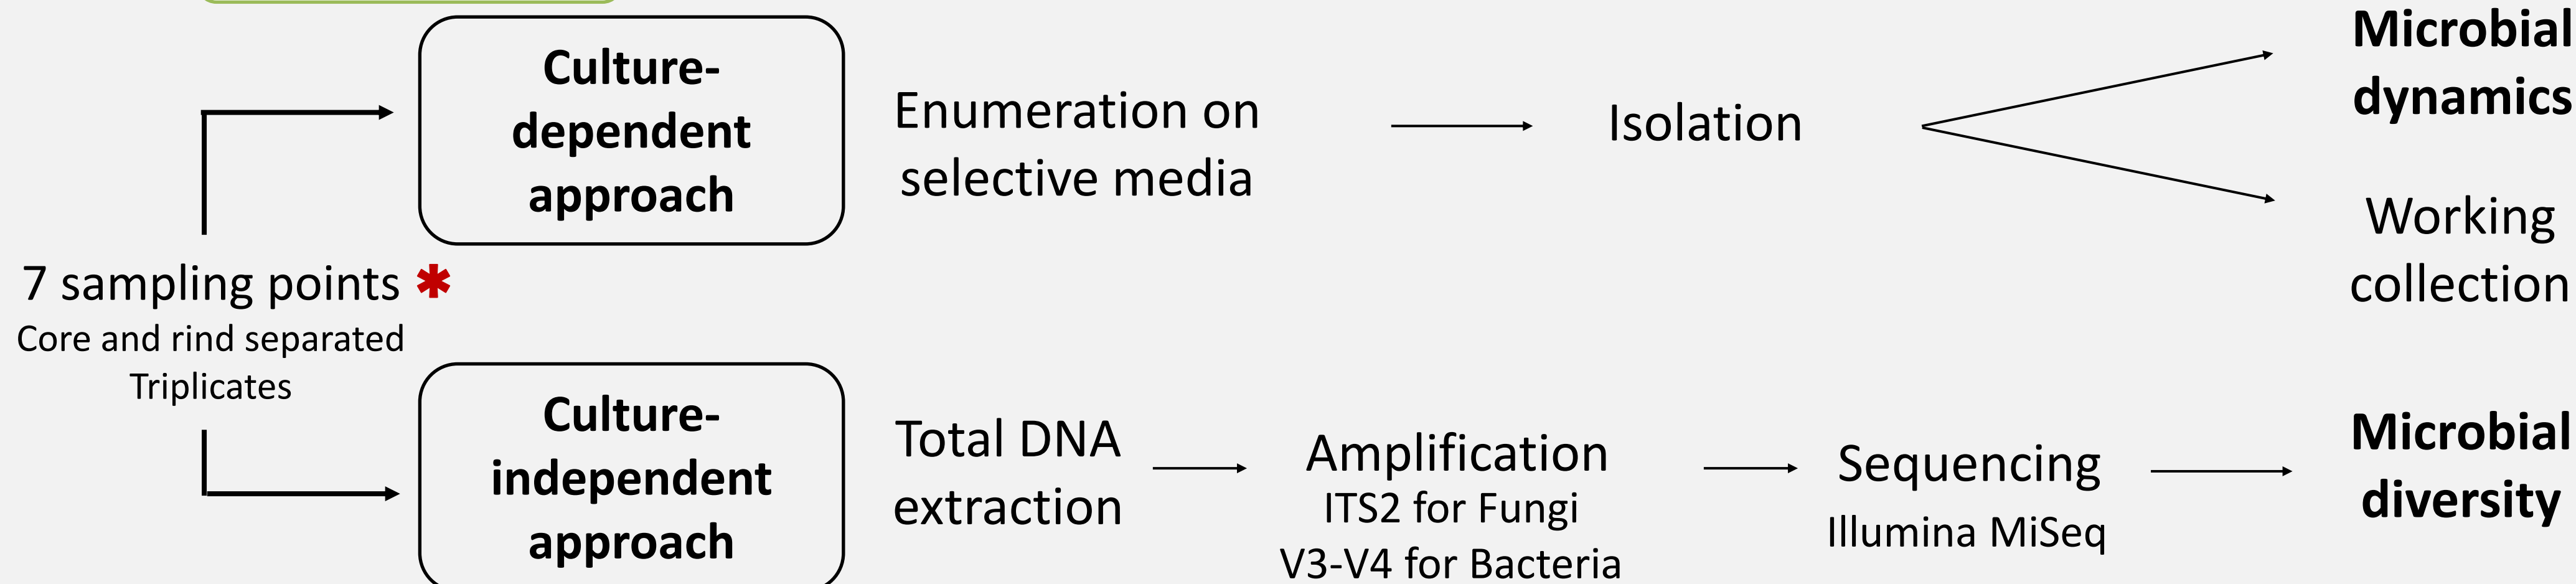 Culture-
dependent
approach
Enumeration on
selective media
Isolation
Microbial
dynamics
Working
collection
7 sampling points *
Core and rind separated
Triplicates
Culture-
independent
approach
Total DNA
extraction
Amplification
ITS2 for Fungi
V3-V4 for Bacteria
Sequencing
Illumina MiSeq
Microbial
diversity